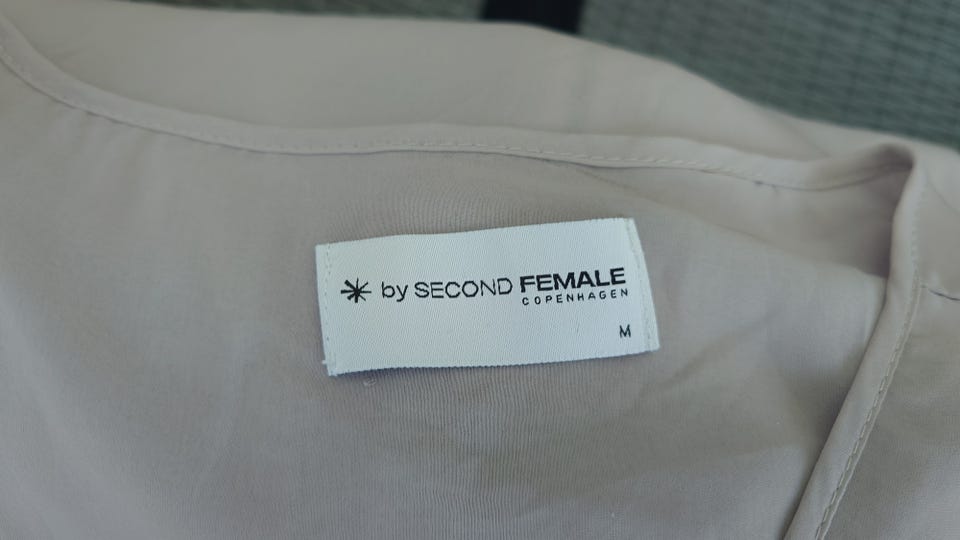 by SECOND FEMALE
COPENHAGEN
M